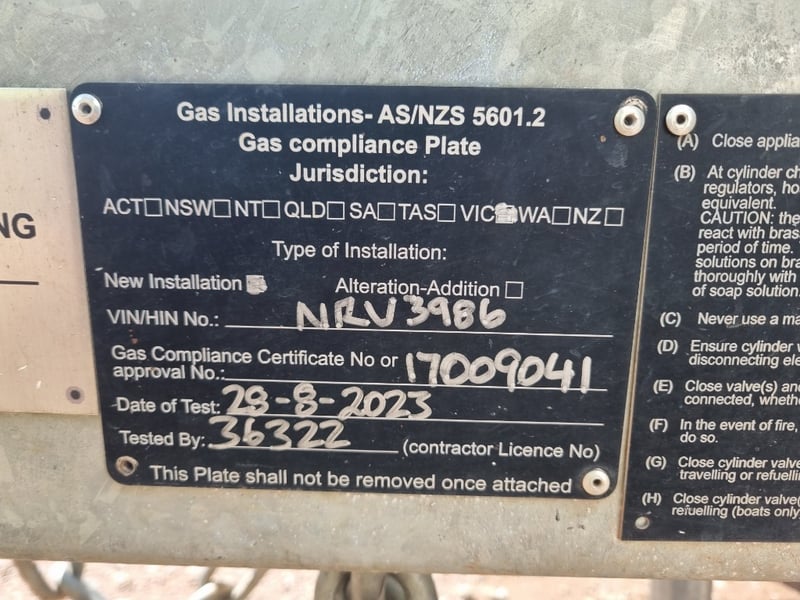 NG
Gas Installations- AS/NZS 5601.2
Gas compliance Plate
Jurisdiction:
ACT☐NSW☐NT☐QLD☐SA☐TAS☐VIC☒WA☐NZ☐
Type of Installation:
New Installation ☒ Alteration-Addition ☐
VIN/HIN No.: NRV3986
Gas Compliance Certificate No or
approval No.: 17009041
Date of Test: 28-8-2023
Tested By: 36322 (contractor Licence No)
This Plate shall not be removed once attached
(A) Close applia
(B) At cylinder ch
regulators, ho
equivalent.
CAUTION: the
react with brass
period of time.
solutions on bra
thoroughly with
of soap solution.
(C) Never use a ma
(D) Ensure cylinder v
disconnecting ele
(E) Close valve(s) and
connected, whethe
(F) In the event of fire,
do so.
(G) Close cylinder valve
travelling or refuelli
(H) Close cylinder valve(
refuelling (boats only